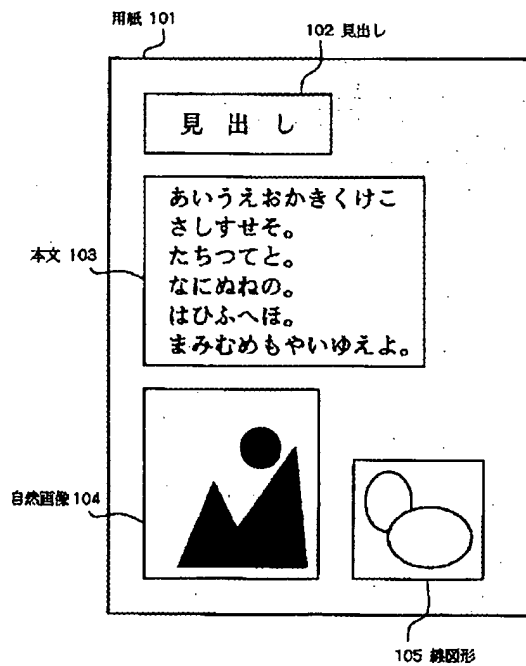 用紙 101
102 見出し
見出し
本文 103
あいうえおかきくけこ
さしすせそ。
たちつてと。
なにぬねの。
はひふへほ。
まみむめもやいゆえよ。
自然画像 104
105 線図形